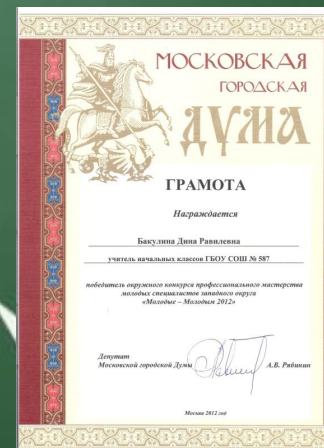 МОСКОВСКАЯ
ГОРОДСКАЯ
ДУМА
ГРАМОТА
Награждается
Бакулина Дина Равилевна
учитель начальных классов ГБОУ СОШ № 587
победитель окружного конкурса профессионального мастерства
молодых специалистов западного округа
«Молодые – Молодым 2012»
Депутат
Московской городской Думы А.В. Рябинин
Москва 2012 год